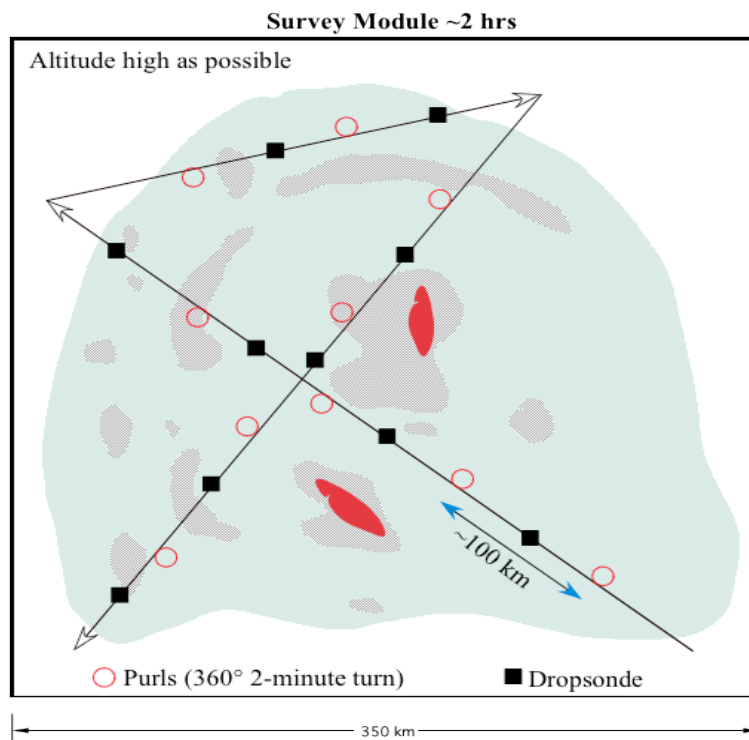 Survey Module ~2 hrs
Altitude high as possible
~100 km
Purls (360° 2-minute turn)
Dropsonde
350 km